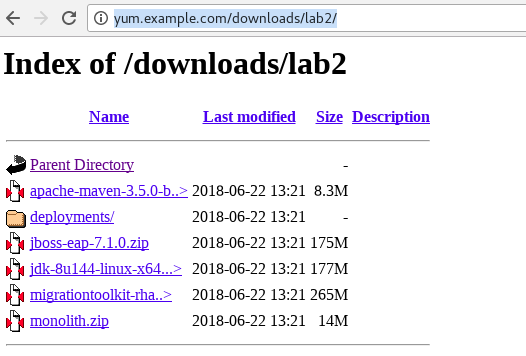 yum.example.com/downloads/lab2/
Index of /downloads/lab2
Name Last modified Size Description
Parent Directory -
apache-maven-3.5.0-b..> 2018-06-22 13:21 8.3M
deployments/ 2018-06-22 13:21 -
jboss-eap-7.1.0.zip 2018-06-22 13:21 175M
jdk-8u144-linux-x64...> 2018-06-22 13:21 177M
migrationtoolkit-rha..> 2018-06-22 13:21 265M
monolith.zip 2018-06-22 13:21 14M